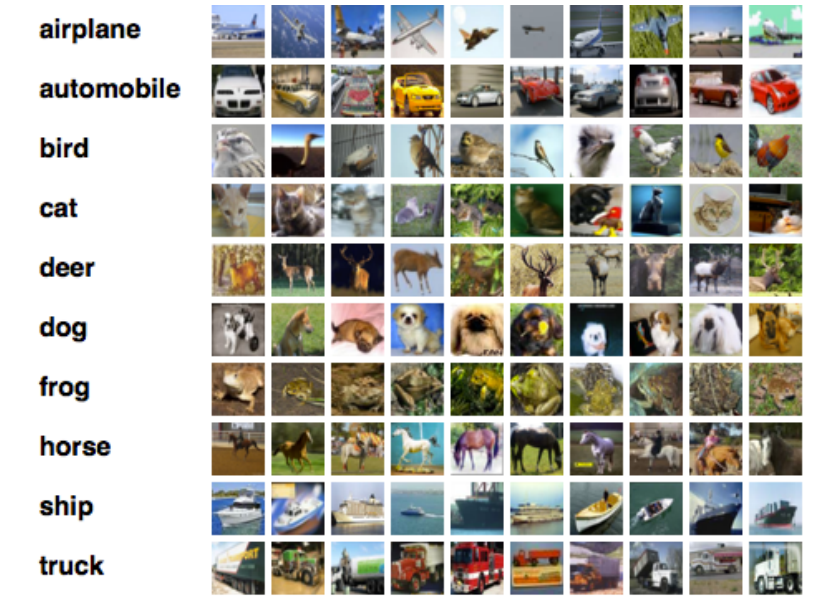 airplane
automobile
bird
cat
deer
dog
frog
horse
ship
truck